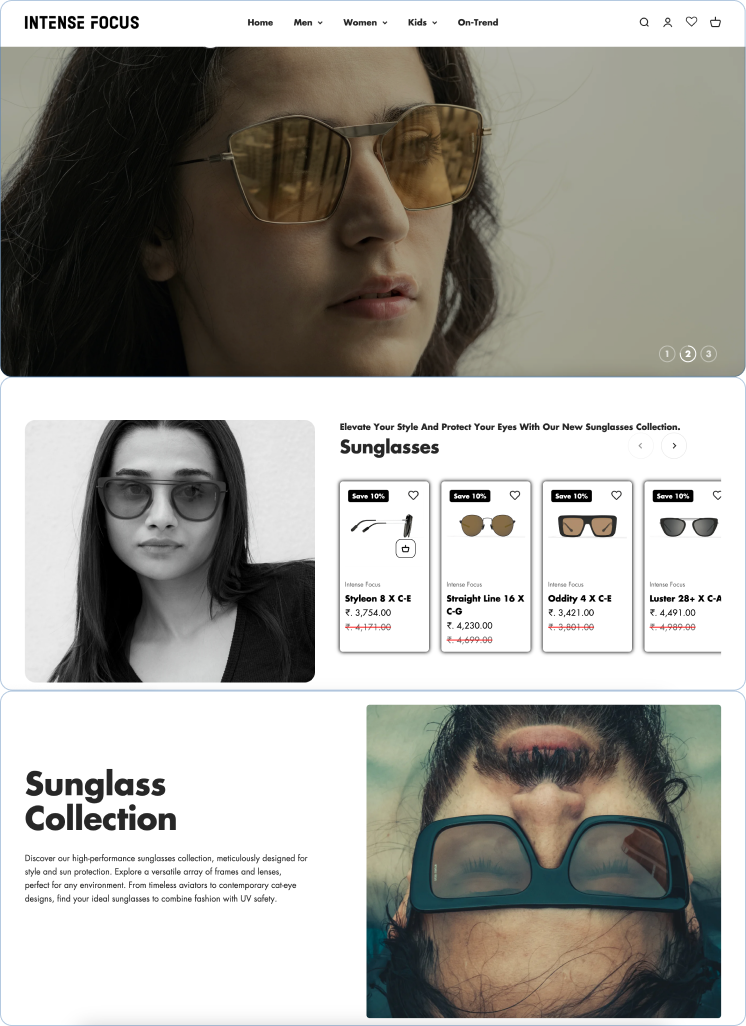 INTENSE FOCUS
Home Men Women Kids On-Trend
1 2 3
Elevate Your Style And Protect Your Eyes With Our New Sunglasses Collection.
Sunglasses
Save 10%
Intense Focus
Styleon 8 X C-E
₹. 3,754.00
₹. 4,171.00
Save 10%
Intense Focus
Straight Line 16 X
C-G
₹. 4,230.00
₹. 4,699.00
Save 10%
Intense Focus
Oddity 4 X C-E
₹. 3,421.00
₹. 3,801.00
Save 10%
Intense Focus
Luster 28+ X C-A
₹. 4,491.00
₹. 4,989.00
Sunglass
Collection
Discover our high-performance sunglasses collection, meticulously designed for
style and sun protection. Explore a versatile array of frames and lenses,
perfect for any environment. From timeless aviators to contemporary cat-eye
designs, find your ideal sunglasses to combine fashion with UV safety.